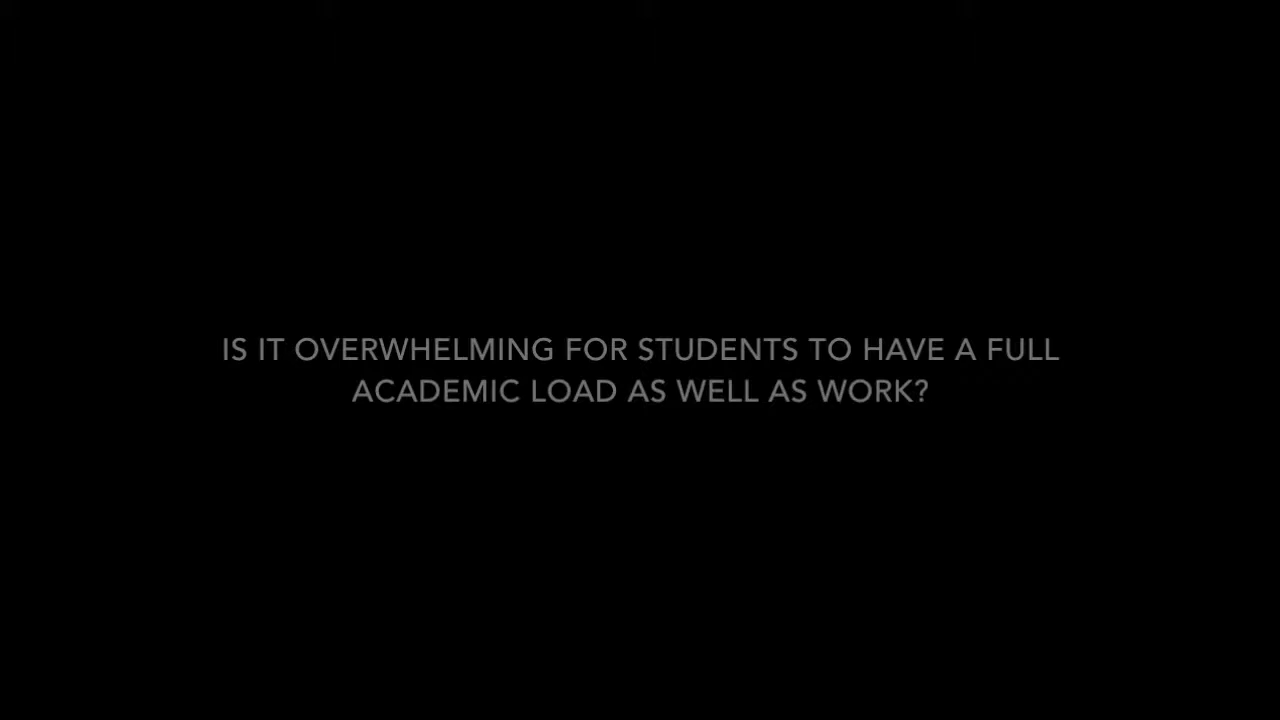 IS IT OVERWHELMING FOR STUDENTS TO HAVE A FULL
ACADEMIC LOAD AS WELL AS WORK?